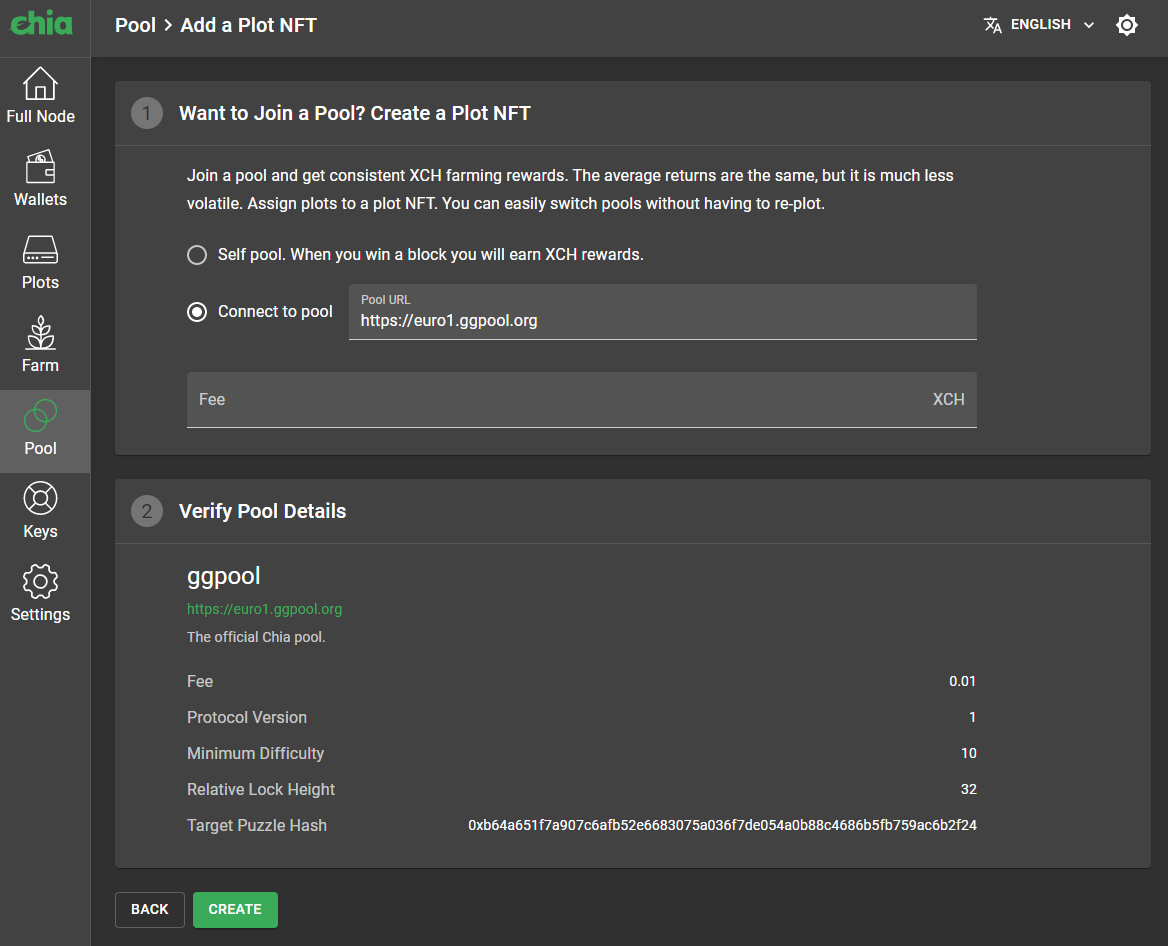 chia
Pool > Add a Plot NFT
ENGLISH
Full Node
Wallets
Plots
Farm
Pool
Keys
Settings
1
Want to Join a Pool? Create a Plot NFT
Join a pool and get consistent XCH farming rewards. The average returns are the same, but it is much less
volatile. Assign plots to a plot NFT. You can easily switch pools without having to re-plot.
Self pool. When you win a block you will earn XCH rewards.
Connect to pool
Pool URL
https://euro1.ggpool.org
Fee XCH
2
Verify Pool Details
ggpool
https://euro1.ggpool.org
The official Chia pool.
Fee 0.01
Protocol Version 1
Minimum Difficulty 10
Relative Lock Height 32
Target Puzzle Hash 0xb64a651f7a907c6afb52e6683075a036f7de054a0b88c4686b5fb759ac6b2f24
BACK
CREATE